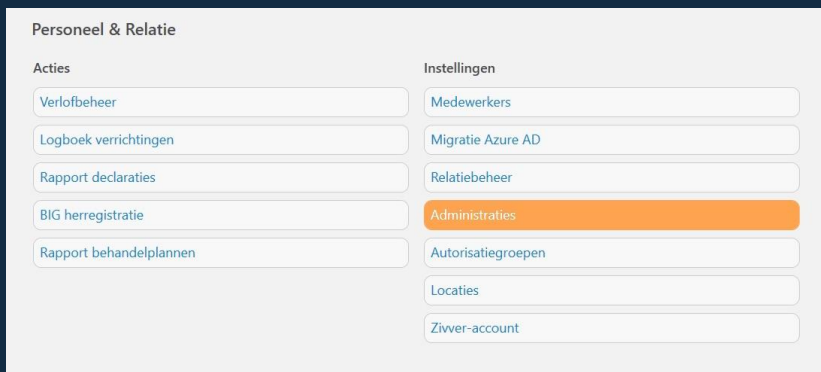 Personeel & Relatie
Acties
Verlofbeheer
Logboek verrichtingen
Rapport declaraties
BIG herregistratie
Rapport behandelplannen
Instellingen
Medewerkers
Migratie Azure AD
Relatiebeheer
Administraties
Autorisatiegroepen
Locaties
Zivver-account